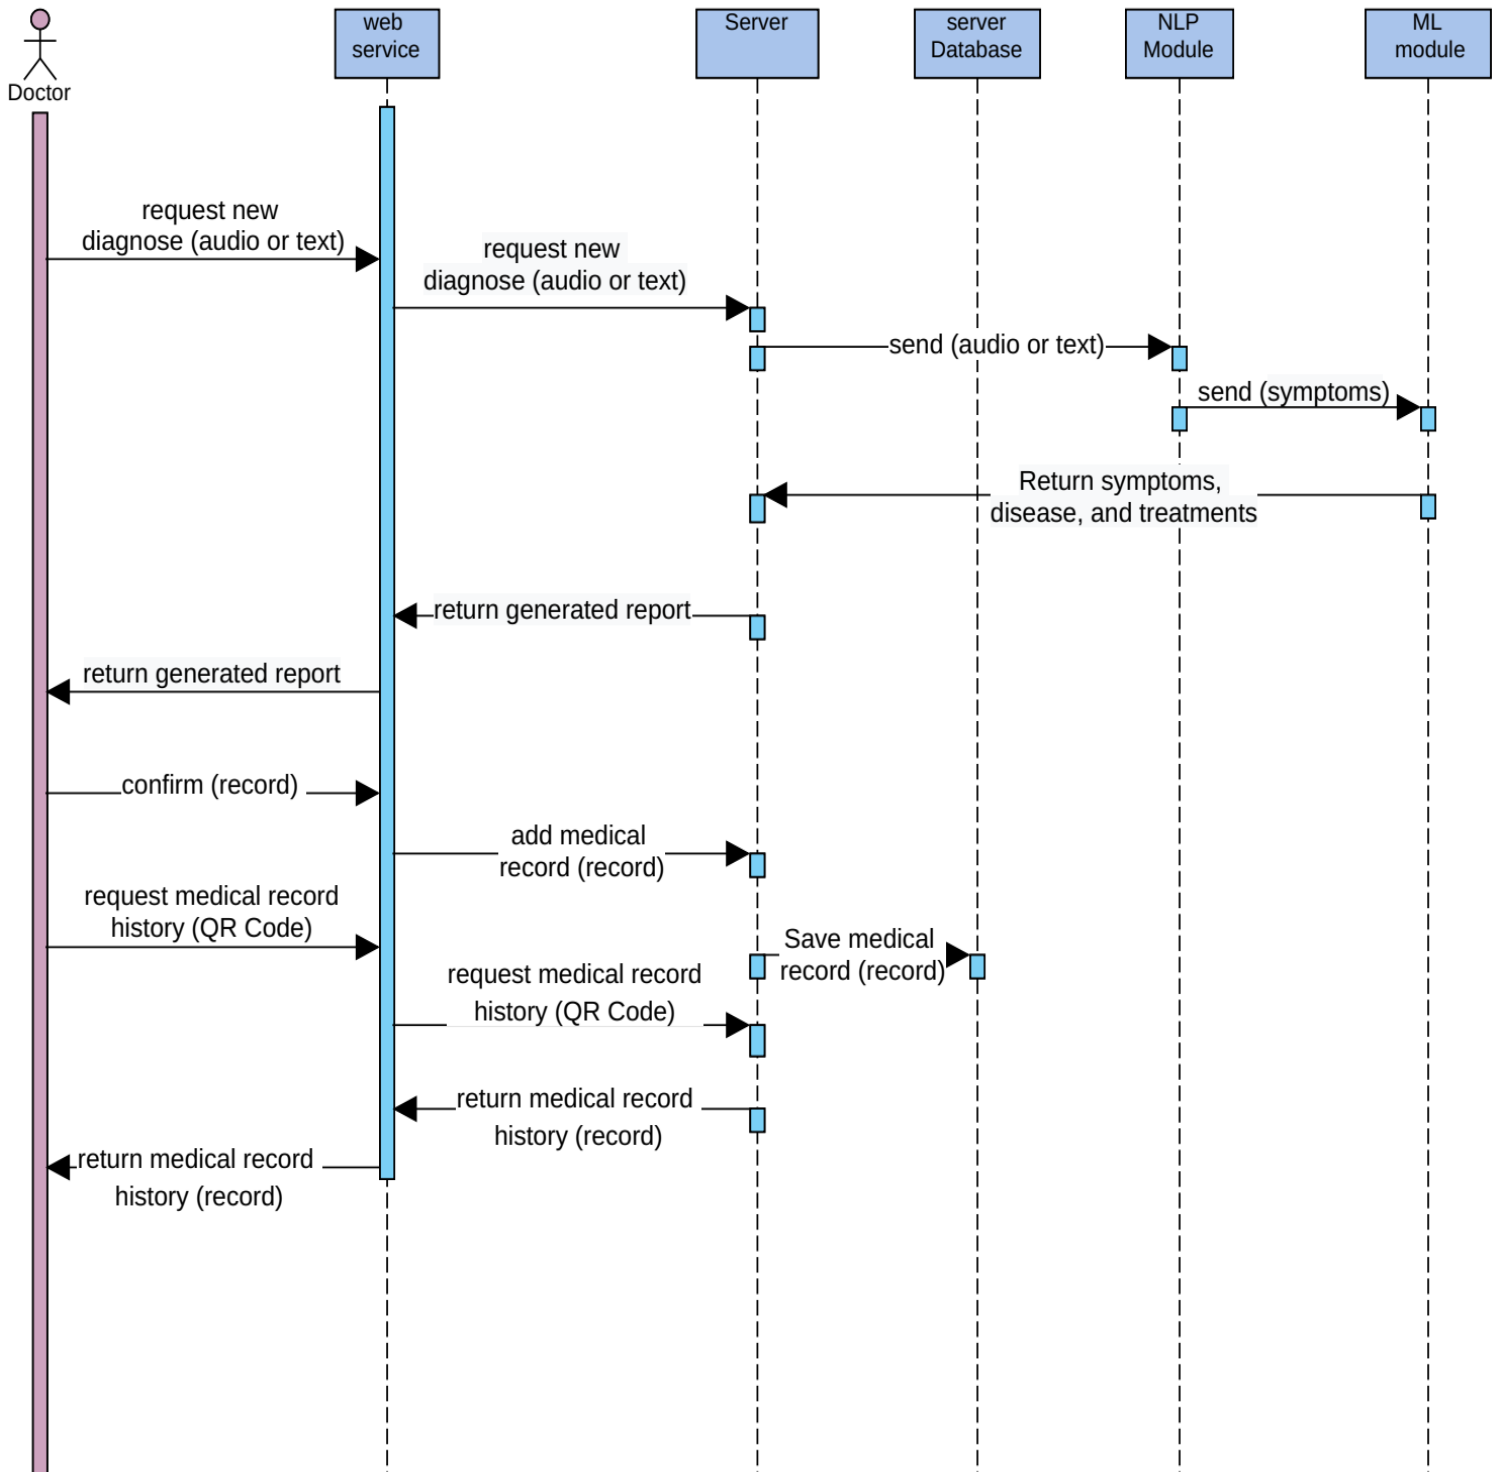 Doctor
web
service
Server
server
Database
NLP
Module
ML
module
request new
diagnose (audio or text)
request new
diagnose (audio or text)
send (audio or text)
send (symptoms)
Return symptoms,
disease, and treatments
return generated report
return generated report
confirm (record)
add medical
record (record)
request medical record
history (QR Code)
Save medical
record (record)
request medical record
history (QR Code)
return medical record
history (record)
return medical record
history (record)